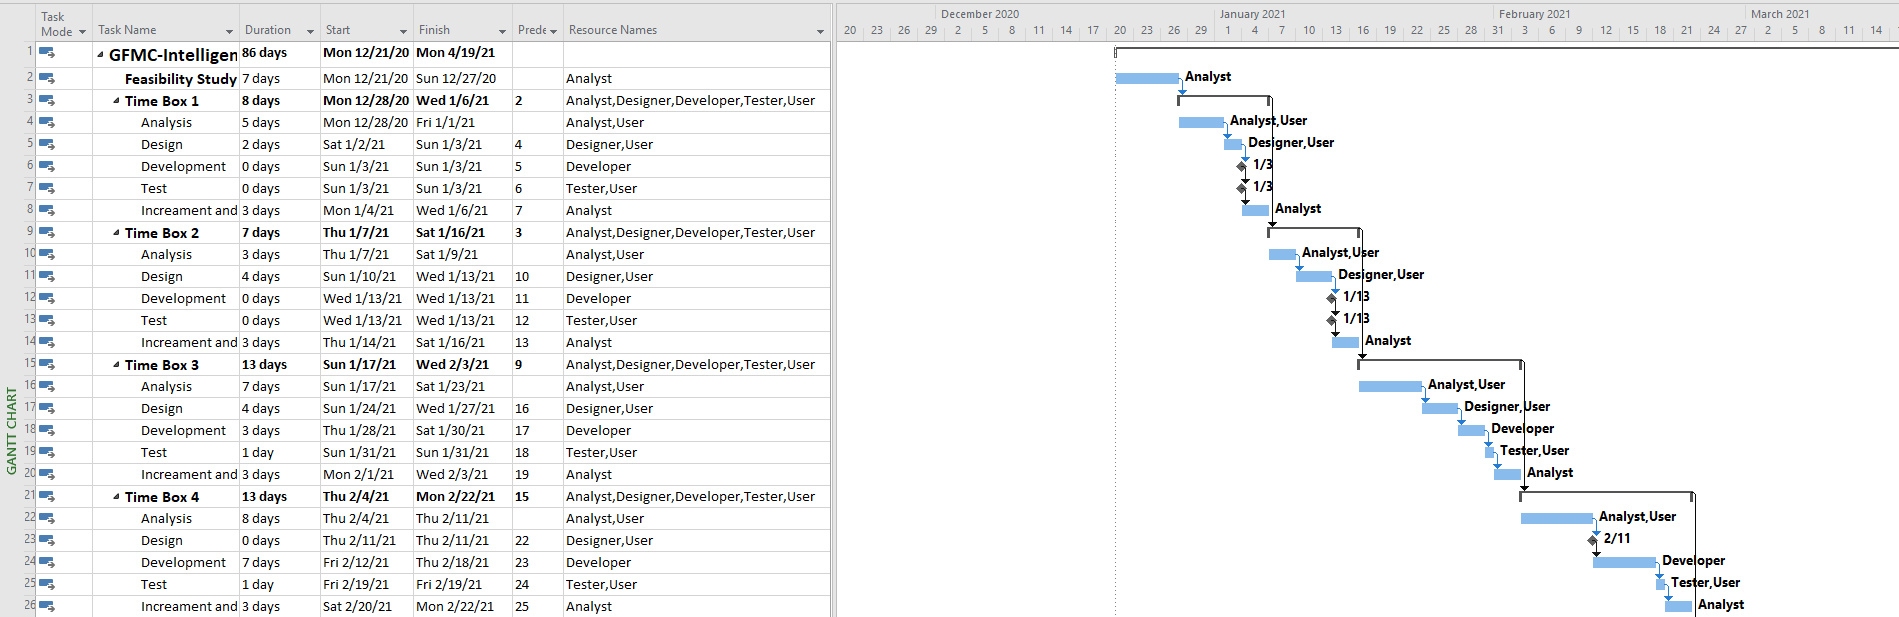 Task Mode Task Name Duration Start Finish Prede Resource Names
December 2020 January 2021 February 2021 March 2021
20 23 26 29 2 5 8 11 14 17 20 23 26 29 1 4 7 10 13 16 19 22 25 28 31 3 6 9 12 15 18 21 24 27 2 5 8 11 14
1 GFMC-Intelligen 86 days Mon 12/21/20 Mon 4/19/21
2 Feasibility Study 7 days Mon 12/21/20 Sun 12/27/20 Analyst Analyst
3 Time Box 1 8 days Mon 12/28/20 Wed 1/6/21 2 Analyst,Designer,Developer,Tester,User
4 Analysis 5 days Mon 12/28/20 Fri 1/1/21 Analyst,User Analyst,User
5 Design 2 days Sat 1/2/21 Sun 1/3/21 4 Designer,User Designer,User
6 Development 0 days Sun 1/3/21 Sun 1/3/21 5 Developer 1/3
7 Test 0 days Sun 1/3/21 Sun 1/3/21 6 Tester,User 1/3
8 Increament and 3 days Mon 1/4/21 Wed 1/6/21 7 Analyst Analyst
9 Time Box 2 7 days Thu 1/7/21 Sat 1/16/21 3 Analyst,Designer,Developer,Tester,User
10 Analysis 3 days Thu 1/7/21 Sat 1/9/21 Analyst,User Analyst,User
11 Design 4 days Sun 1/10/21 Wed 1/13/21 10 Designer,User Designer,User
12 Development 0 days Wed 1/13/21 Wed 1/13/21 11 Developer 1/13
13 Test 0 days Wed 1/13/21 Wed 1/13/21 12 Tester,User 1/13
14 Increament and 3 days Thu 1/14/21 Sat 1/16/21 13 Analyst Analyst
15 Time Box 3 13 days Sun 1/17/21 Wed 2/3/21 9 Analyst,Designer,Developer,Tester,User
16 Analysis 7 days Sun 1/17/21 Sat 1/23/21 Analyst,User Analyst,User
17 Design 4 days Sun 1/24/21 Wed 1/27/21 16 Designer,User Designer,User
18 Development 3 days Thu 1/28/21 Sat 1/30/21 17 Developer Developer
19 Test 1 day Sun 1/31/21 Sun 1/31/21 18 Tester,User Tester,User
20 Increament and 3 days Mon 2/1/21 Wed 2/3/21 19 Analyst Analyst
21 Time Box 4 13 days Thu 2/4/21 Mon 2/22/21 15 Analyst,Designer,Developer,Tester,User
22 Analysis 8 days Thu 2/4/21 Thu 2/11/21 Analyst,User Analyst,User
23 Design 0 days Thu 2/11/21 Thu 2/11/21 22 Designer,User 2/11
24 Development 7 days Fri 2/12/21 Thu 2/18/21 23 Developer Developer
25 Test 1 day Fri 2/19/21 Fri 2/19/21 24 Tester,User Tester,User
26 Increament and 3 days Sat 2/20/21 Mon 2/22/21 25 Analyst Analyst
GANTT CHART